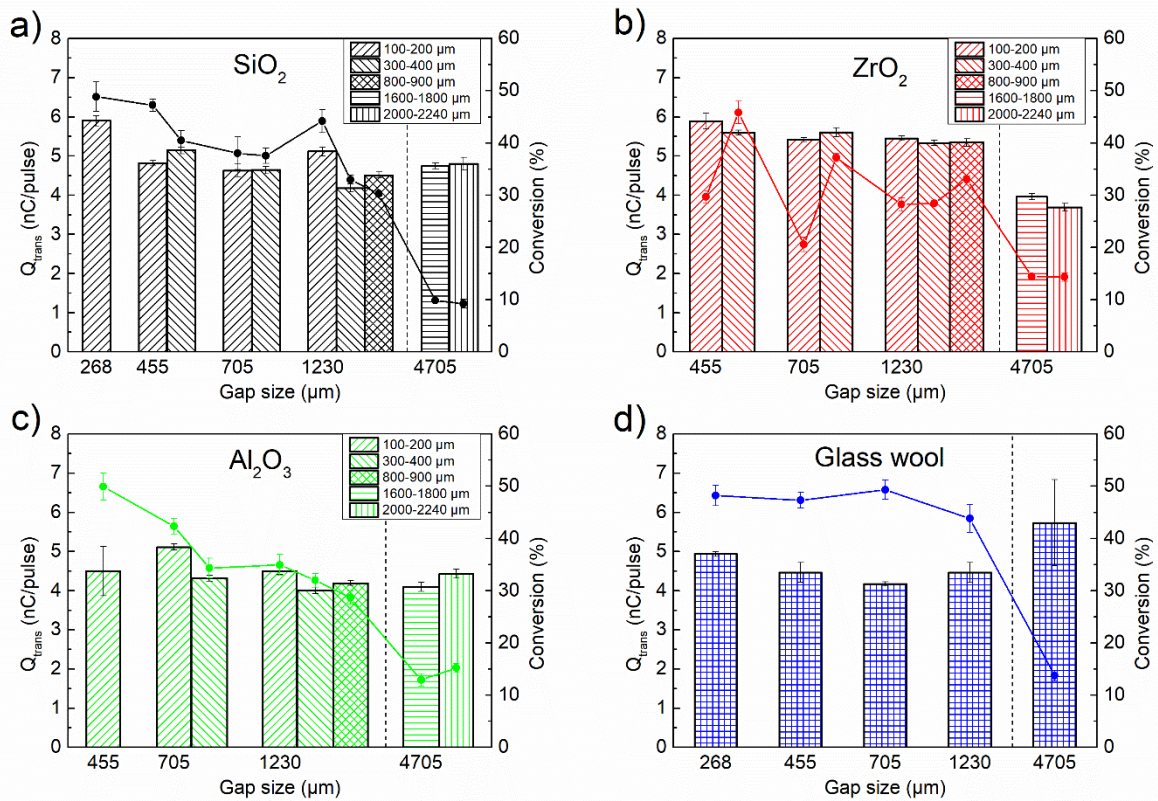 a)
SiO2
100-200 µm
300-400 µm
800-900 µm
1600-1800 µm
2000-2240 µm
8
7
6
5
4
3
2
1
0
60
50
40
30
20
10
0
Qtrans (nC/pulse)
Conversion (%)
268 455 705 1230 4705
Gap size (µm)
b)
ZrO2
100-200 µm
300-400 µm
800-900 µm
1600-1800 µm
2000-2240 µm
8
7
6
5
4
3
2
1
0
60
50
40
30
20
10
0
Qtrans (nC/pulse)
Conversion (%)
455 705 1230 4705
Gap size (µm)
c)
Al2O3
100-200 µm
300-400 µm
800-900 µm
1600-1800 µm
2000-2240 µm
8
7
6
5
4
3
2
1
0
60
50
40
30
20
10
0
Qtrans (nC/pulse)
Conversion (%)
455 705 1230 4705
Gap size (µm)
d)
Glass wool
8
7
6
5
4
3
2
1
0
60
50
40
30
20
10
0
Qtrans (nC/pulse)
Conversion (%)
268 455 705 1230 4705
Gap size (µm)